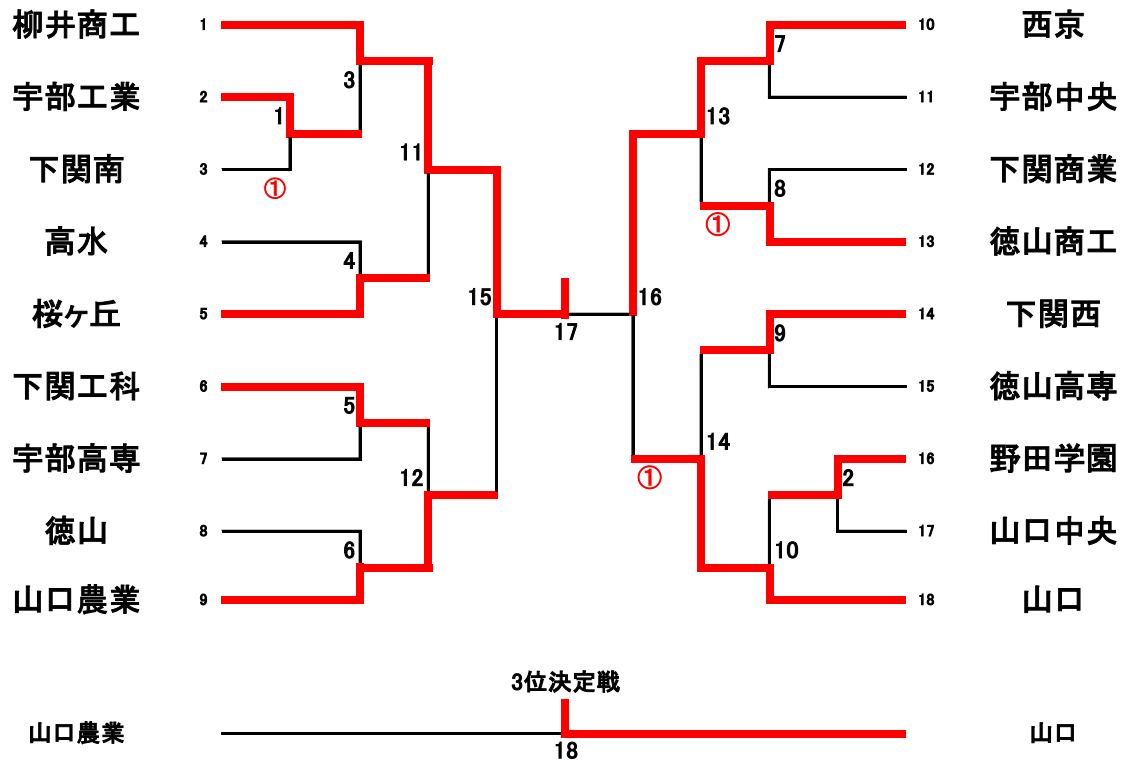 柳井商工 1
宇部工業 2
下関南 3
高水 4
桜ヶ丘 5
下関工科 6
宇部高専 7
徳山 8
山口農業 9
1
①
3
4
5
6
11
12
15
17
16
13
14
7
8
①
9
①
2
10
10 西京
11 宇部中央
12 下関商業
13 徳山商工
14 下関西
15 徳山高専
16 野田学園
17 山口中央
18 山口
3位決定戦
山口農業
18
山口